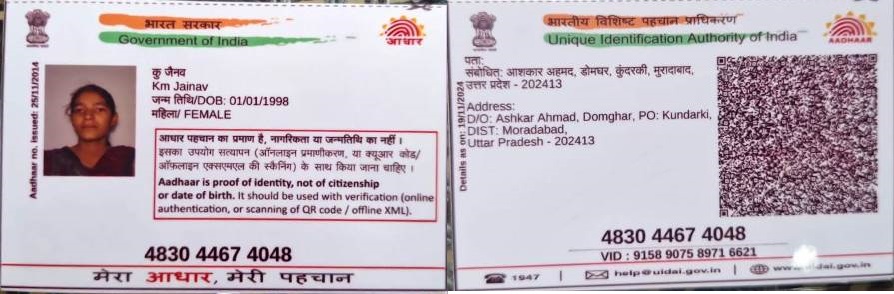 भारत सरकार
Government of India
आधार
Aadhaar no. issued: 25/11/2014
कु जैनव
Km Jainav
जन्म तिथि/DOB: 01/01/1998
महिला/ FEMALE
आधार पहचान का प्रमाण है, नागरिकता या जन्मतिथि का नहीं ।
इसका उपयोग सत्यापन (ऑनलाइन प्रमाणीकरण, या क्यूआर कोड/
ऑफलाइन एक्सएमएल की स्कैनिंग) के साथ किया जाना चाहिए ।
Aadhaar is proof of identity, not of citizenship
or date of birth. It should be used with verification (online
authentication, or scanning of QR code / offline XML).
4830 4467 4048
मेरा आधार, मेरी पहचान
भारतीय विशिष्ट पहचान प्राधिकरण
Unique Identification Authority of India
AADHAAR
Details as on: 19/11/2024
पता:
संबोधित: आशकार अहमद, डोमघर, कुंदरकी, मुरादाबाद,
उत्तर प्रदेश - 202413
Address:
D/O: Ashkar Ahmad, Domghar, PO: Kundarki,
DIST: Moradabad,
Uttar Pradesh - 202413
4830 4467 4048
VID : 9158 9075 8971 6621
1947 | help@uidai.gov.in |